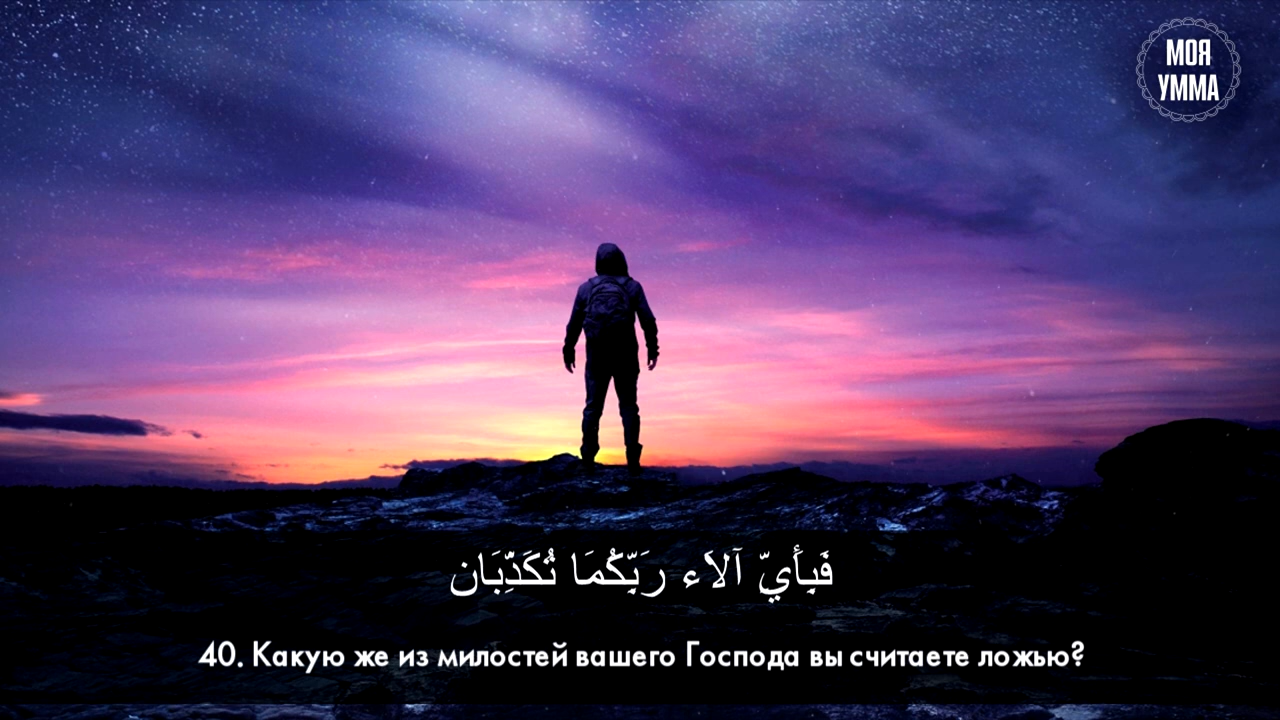 МОЯ
УММА
فَبِأَيِّ آلَاء رَبِّكُمَا تُكَذِّبَان
40. Какую же из милостей вашего Господа вы считаете ложью?